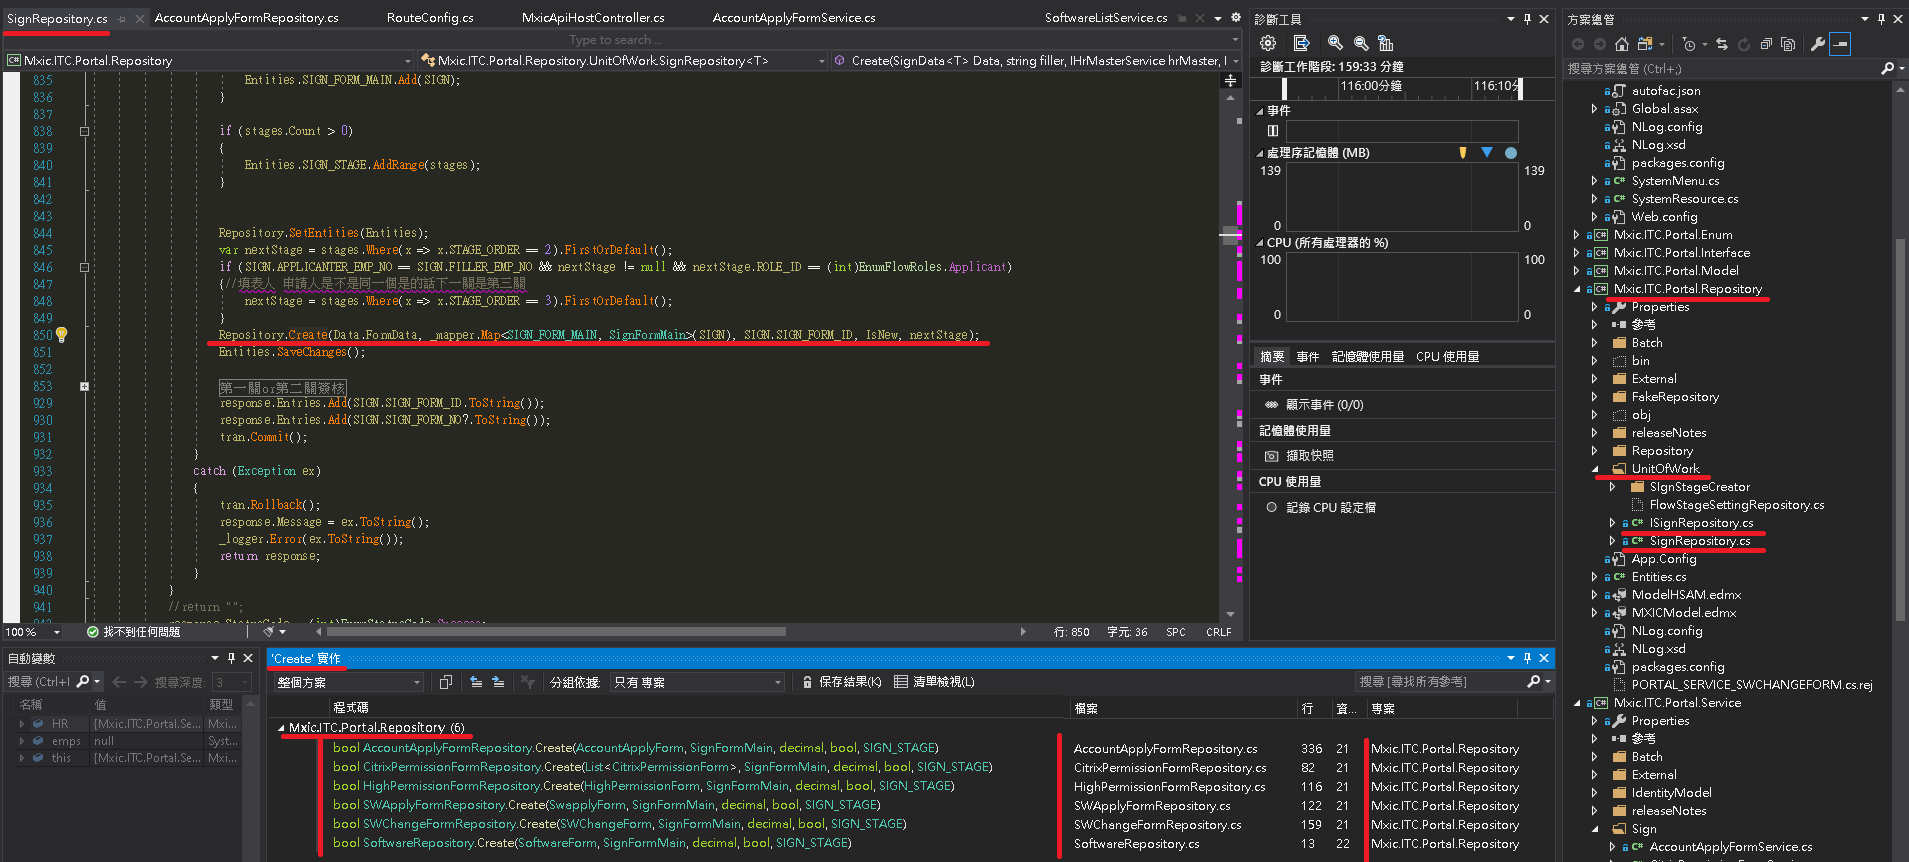 SignRepository.cs
AccountApplyFormRepository.cs
RouteConfig.cs
MxicApiHostController.cs
AccountApplyFormService.cs
SoftwareListService.cs
Type to search ...
Mxic.ITC.Portal.Repository
Mxic.ITC.Portal.Repository.UnitOfWork.SignRepository<T>
Create(SignData<T> Data, string filler, IHrMasterService hrMaster, I
835 Entities.SIGN_FORM_MAIN.Add(SIGN);
836 }
837
838 if (stages.Count > 0)
839 {
840 Entities.SIGN_STAGE.AddRange(stages);
841 }
842
843
844 Repository.SetEntities(Entities);
845 var nextStage = stages.Where(x => x.STAGE_ORDER == 2).FirstOrDefault();
846 if (SIGN.APPLICANTER_EMP_NO == SIGN.FILLER_EMP_NO && nextStage != null && nextStage.ROLE_ID == (int)EnumFlowRoles.Applicant)
847 {//填表人 申請人是不是同一個是的話下一關是第三關
848 nextStage = stages.Where(x => x.STAGE_ORDER == 3).FirstOrDefault();
849 }
850 Repository.Create(Data.FormData, _mapper.Map<SIGN_FORM_MAIN, SignFormMain>(SIGN), SIGN.SIGN_FORM_ID, IsNew, nextStage);
851 Entities.SaveChanges();
852
853 第一關or第二關簽核
929 response.Entries.Add(SIGN.SIGN_FORM_ID.ToString());
930 response.Entries.Add(SIGN.SIGN_FORM_NO?.ToString());
931 tran.Commit();
932 }
933 catch (Exception ex)
934 {
935 tran.Rollback();
936 response.Message = ex.ToString();
937 _logger.Error(ex.ToString());
938 return response;
939 }
940 }
941 //return "";
100 %
找不到任何問題
行: 850
字元: 36
SPC
CRLF
自動變數
搜尋 (Ctrl+I
搜尋深度: 3
名稱 值 類型
HR {Mxic.ITC.Portal.Se... Mxi...
emps null Syst...
this {Mxic.ITC.Portal.Se... Mxi...
'Create' 實作
整個方案
分組依據: 只有 專案
保存結果(K)
清單檢視(L)
搜尋 [尋找所有參考]
程式碼 檔案 行 資... 專案
Mxic.ITC.Portal.Repository (6)
bool AccountApplyFormRepository.Create(AccountApplyForm, SignFormMain, decimal, bool, SIGN_STAGE) AccountApplyFormRepository.cs 336 21 Mxic.ITC.Portal.Repository
bool CitrixPermissionFormRepository.Create(List<CitrixPermissionForm>, SignFormMain, decimal, bool, SIGN_STAGE) CitrixPermissionFormRepository.cs 82 21 Mxic.ITC.Portal.Repository
bool HighPermissionFormRepository.Create(HighPermissionForm, SignFormMain, decimal, bool, SIGN_STAGE) HighPermissionFormRepository.cs 116 21 Mxic.ITC.Portal.Repository
bool SWApplyFormRepository.Create(SwapplyForm, SignFormMain, decimal, bool, SIGN_STAGE) SWApplyFormRepository.cs 122 21 Mxic.ITC.Portal.Repository
bool SWChangeFormRepository.Create(SWChangeForm, SignFormMain, decimal, bool, SIGN_STAGE) SWChangeFormRepository.cs 159 21 Mxic.ITC.Portal.Repository
bool SoftwareRepository.Create(SoftwareForm, SignFormMain, decimal, bool, SIGN_STAGE) SoftwareRepository.cs 13 22 Mxic.ITC.Portal.Repository
診斷工具
診斷工作階段: 159:33 分鐘
116:00分鐘 116:10分
事件
處理序記憶體 (MB)
139 139
0 0
CPU (所有處理器的 %)
100 100
0 0
摘要 事件 記憶體使用量 CPU 使用量
事件
顯示事件 (0/0)
記憶體使用量
擷取快照
CPU 使用量
記錄 CPU 設定檔
方案總管
搜尋方案總管 (Ctrl+;)
autofac.json
Global.asax
NLog.config
NLog.xsd
packages.config
SystemMenu.cs
SystemResource.cs
Web.config
Mxic.ITC.Portal.Enum
Mxic.ITC.Portal.Interface
Mxic.ITC.Portal.Model
Mxic.ITC.Portal.Repository
Properties
參考
Batch
bin
External
FakeRepository
obj
releaseNotes
Repository
UnitOfWork
SIgnStageCreator
FlowStageSettingRepository.cs
ISignRepository.cs
SignRepository.cs
App.Config
Entities.cs
ModelHSAM.edmx
MXICModel.edmx
NLog.config
NLog.xsd
packages.config
PORTAL_SERVICE_SWCHANGEFORM.cs.rej
Mxic.ITC.Portal.Service
Properties
參考
Batch
External
IdentityModel
releaseNotes
Sign
AccountApplyFormService.cs